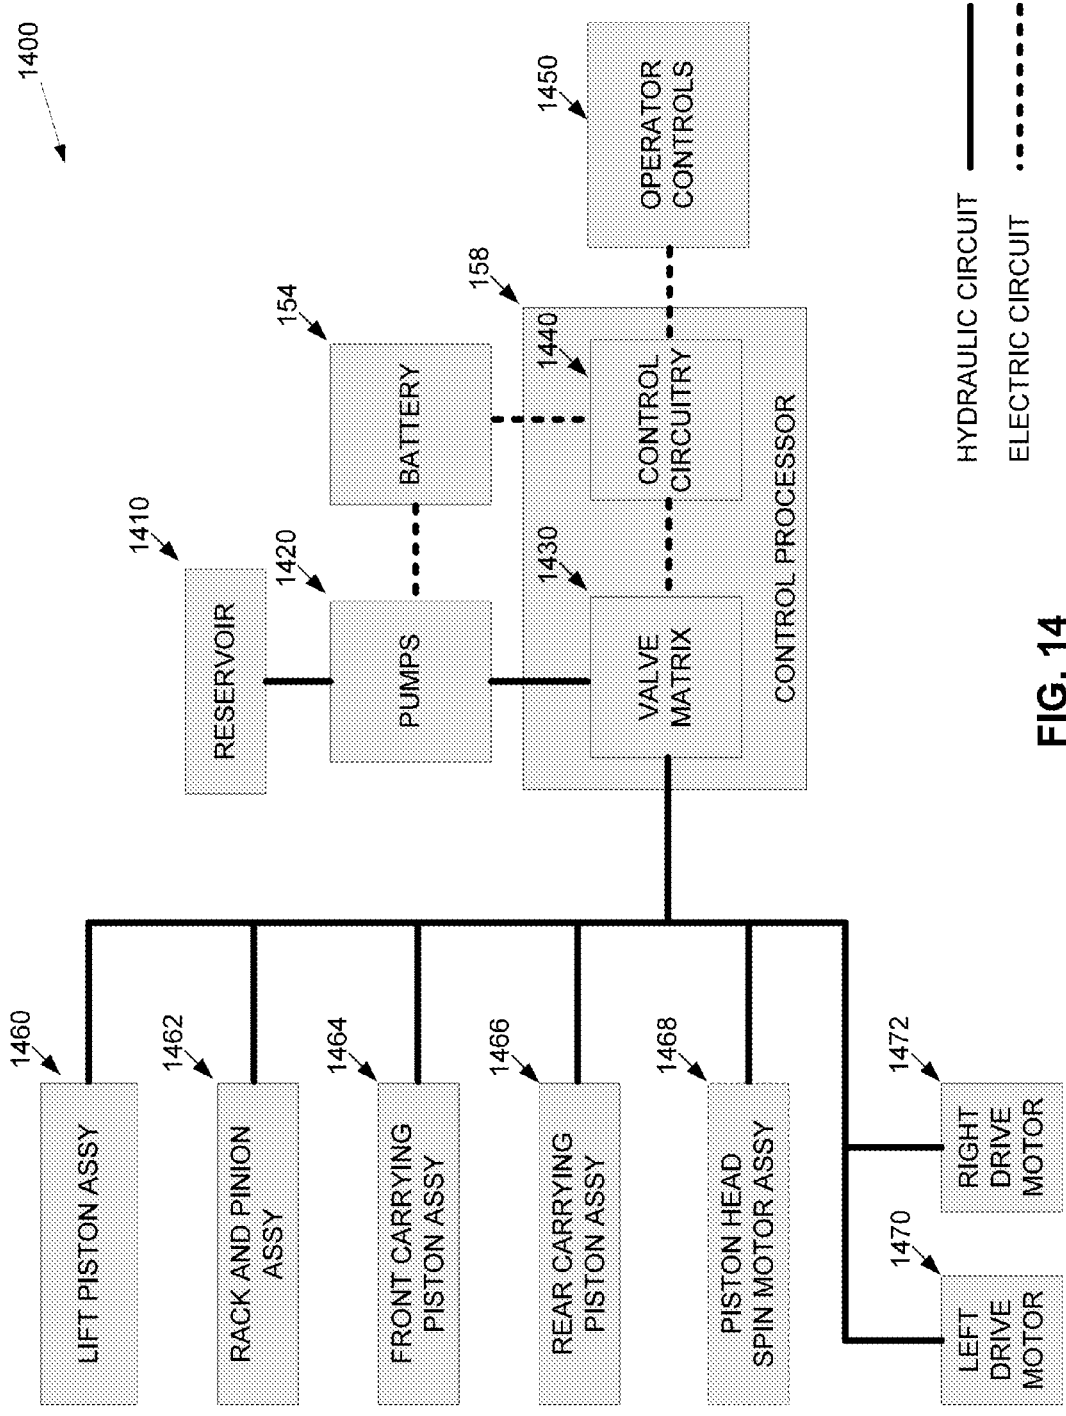 1400
1460
LIFT PISTON ASSY
1462
RACK AND PINION
ASSY
1464
FRONT CARRYING
PISTON ASSY
1466
REAR CARRYING
PISTON ASSY
1468
PISTON HEAD
SPIN MOTOR ASSY
1470
LEFT
DRIVE
MOTOR
1472
RIGHT
DRIVE
MOTOR
1410
RESERVOIR
1420
PUMPS
154
BATTERY
158
1430
VALVE
MATRIX
1440
CONTROL
CIRCUITRY
CONTROL PROCESSOR
1450
OPERATOR
CONTROLS
HYDRAULIC CIRCUIT
ELECTRIC CIRCUIT
FIG. 14